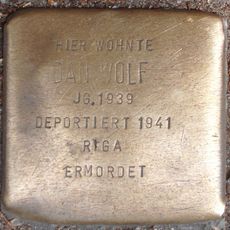 HIER WOHNTE
DAN WOLF
JG. 1939
DEPORTIERT 1941
RIGA
ERMORDET